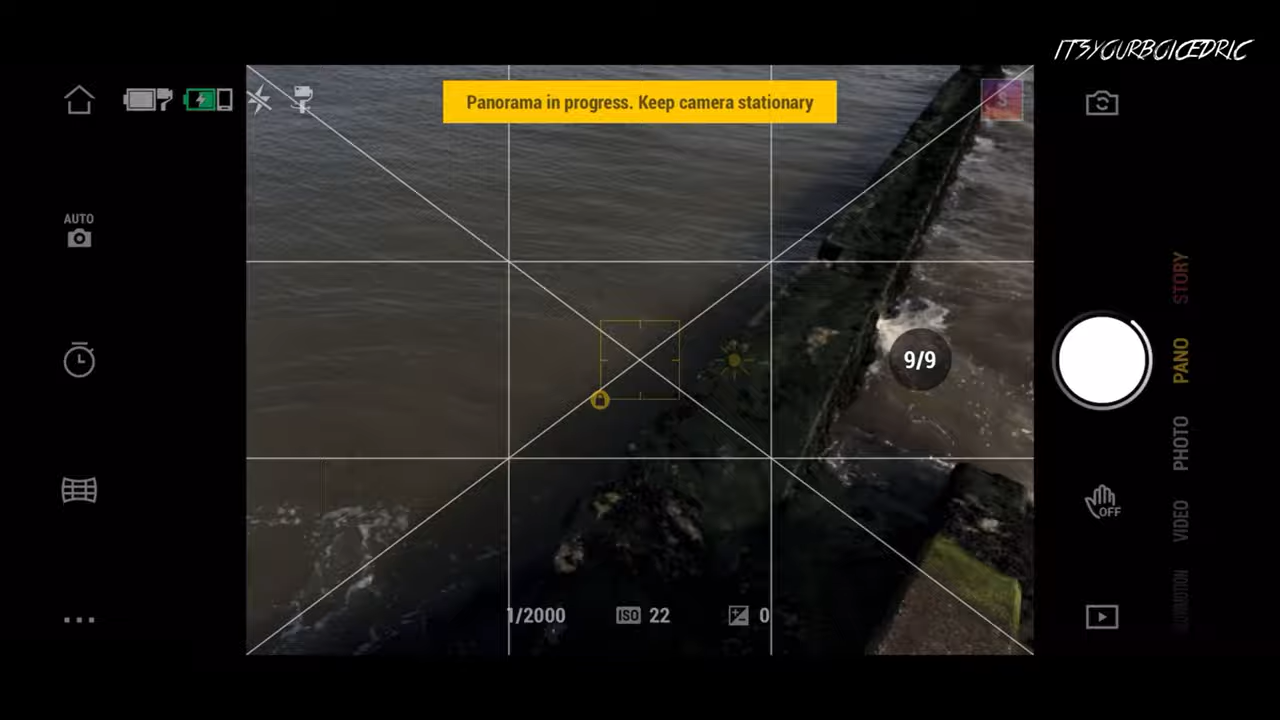 ITSYOURBOICEDRIC
Panorama in progress. Keep camera stationary
S
AUTO
STORY
PANO
9/9
PHOTO
OFF
VIDEO
1/2000
ISO 22
0